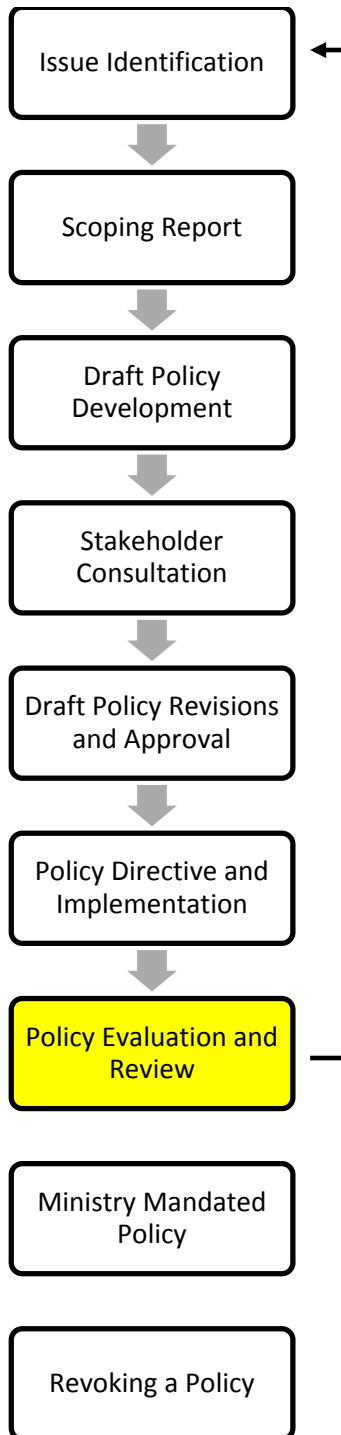 Issue Identification
Scoping Report
Draft Policy
Development
Stakeholder
Consultation
Draft Policy Revisions
and Approval
Policy Directive and
Implementation
Policy Evaluation and
Review
Ministry Mandated
Policy
Revoking a Policy